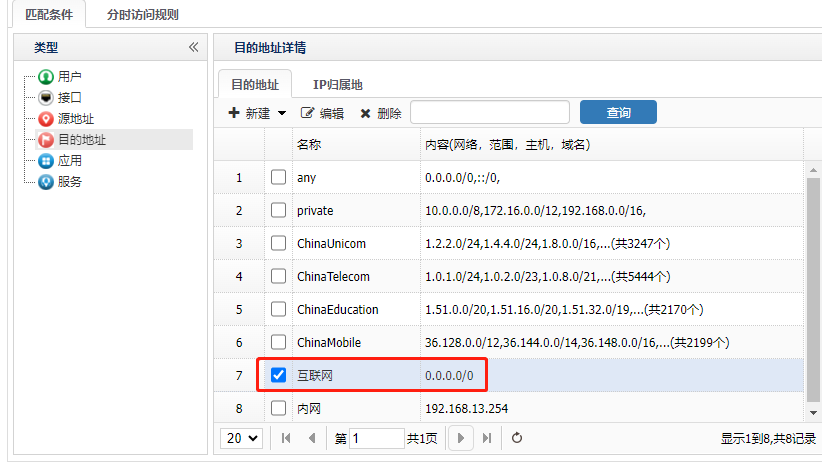 匹配条件 分时访问规则
类型
用户
接口
源地址
目的地址
应用
服务
目的地址详情
目的地址 IP归属地
新建 编辑 删除 查询
名称 内容(网络，范围，主机，域名)
1 any 0.0.0.0/0,::/0,
2 private 10.0.0.0/8,172.16.0.0/12,192.168.0.0/16,
3 ChinaUnicom 1.2.2.0/24,1.4.4.0/24,1.8.0.0/16,...(共3247个)
4 ChinaTelecom 1.0.1.0/24,1.0.2.0/23,1.0.8.0/21,...(共5444个)
5 ChinaEducation 1.51.0.0/20,1.51.16.0/20,1.51.32.0/19,...(共2170个)
6 ChinaMobile 36.128.0.0/12,36.144.0.0/14,36.148.0.0/16,...(共2199个)
7 互联网 0.0.0.0/0
8 内网 192.168.13.254
20 第 1 共1页 显示1到8,共8记录